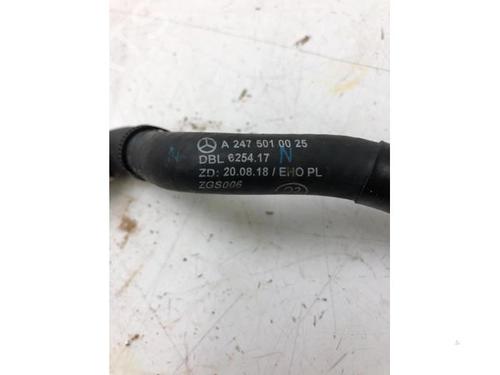 A 247 501 00 25
DBL 6254.17 N
ZD: 20.08.18 / EHO PL
ZGS006